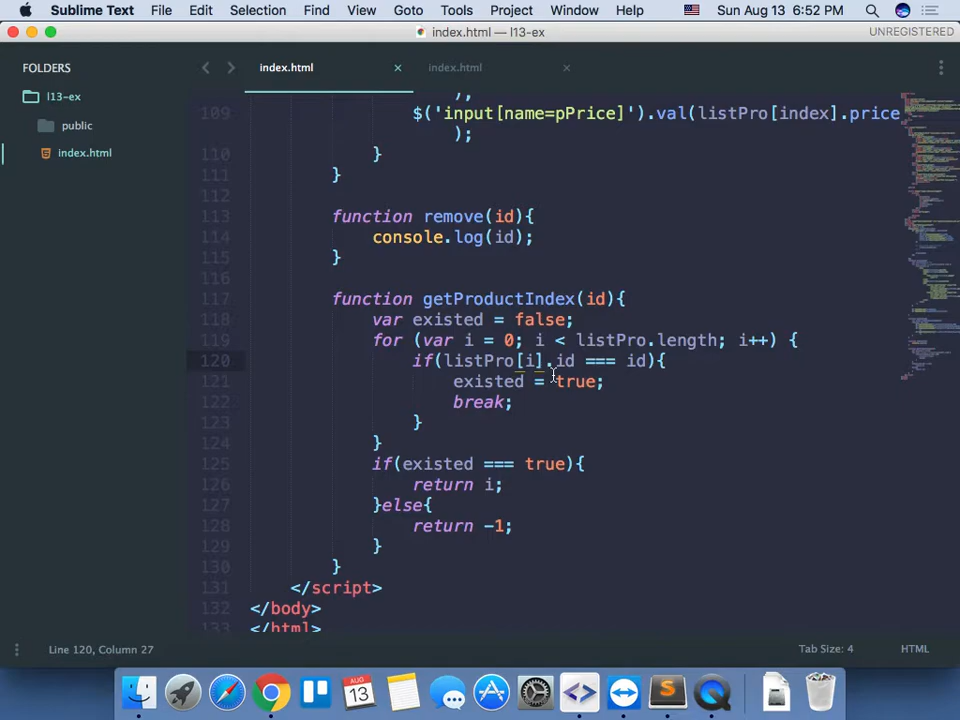 Sublime Text File Edit Selection Find View Goto Tools Project Window Help Sun Aug 13 6:52 PM
index.html — l13-ex UNREGISTERED
FOLDERS
l13-ex
public
index.html
index.html × index.html ×
);
109 $('input[name=pPrice]').val(listPro[index].price
);
110 }
111 }
112
113 function remove(id){
114 console.log(id);
115 }
116
117 function getProductIndex(id){
118 var existed = false;
119 for (var i = 0; i < listPro.length; i++) {
120 if(listPro[i].id === id){
121 existed = true;
122 break;
123 }
124 }
125 if(existed === true){
126 return i;
127 }else{
128 return -1;
129 }
130 }
131 </script>
132 </body>
133 </html>
Line 120, Column 27 Tab Size: 4 HTML
AUG
13